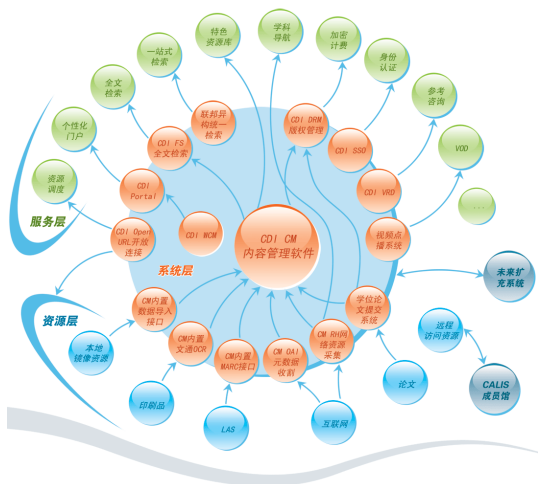 特色
资源库
学科
导航
加密
计费
一站式
检索
身份
认证
全文
检索
参考
咨询
个性化
门户
VOD
资源
调度
...
服务层
联邦异
构统一
检索
CDI DRM
版权管理
CDI FS
全文检索
CDI SSO
CDI
Portal
CDI VRD
CDI MCM
CDI Open
URL开放
连接
视频点
播系统
CDI CM
内容管理软件
系统层
未来扩
充系统
资源层
CM内置
数据导入
接口
学位论
文提交
系统
CM内置
文通OCR
CM内置
MARC接口
CM OAI
元数据
收割
CM RH网
络资源
采集
远程
访问资源
本地
镜像资源
印刷品
LAS
互联网
论文
CALIS
成员馆